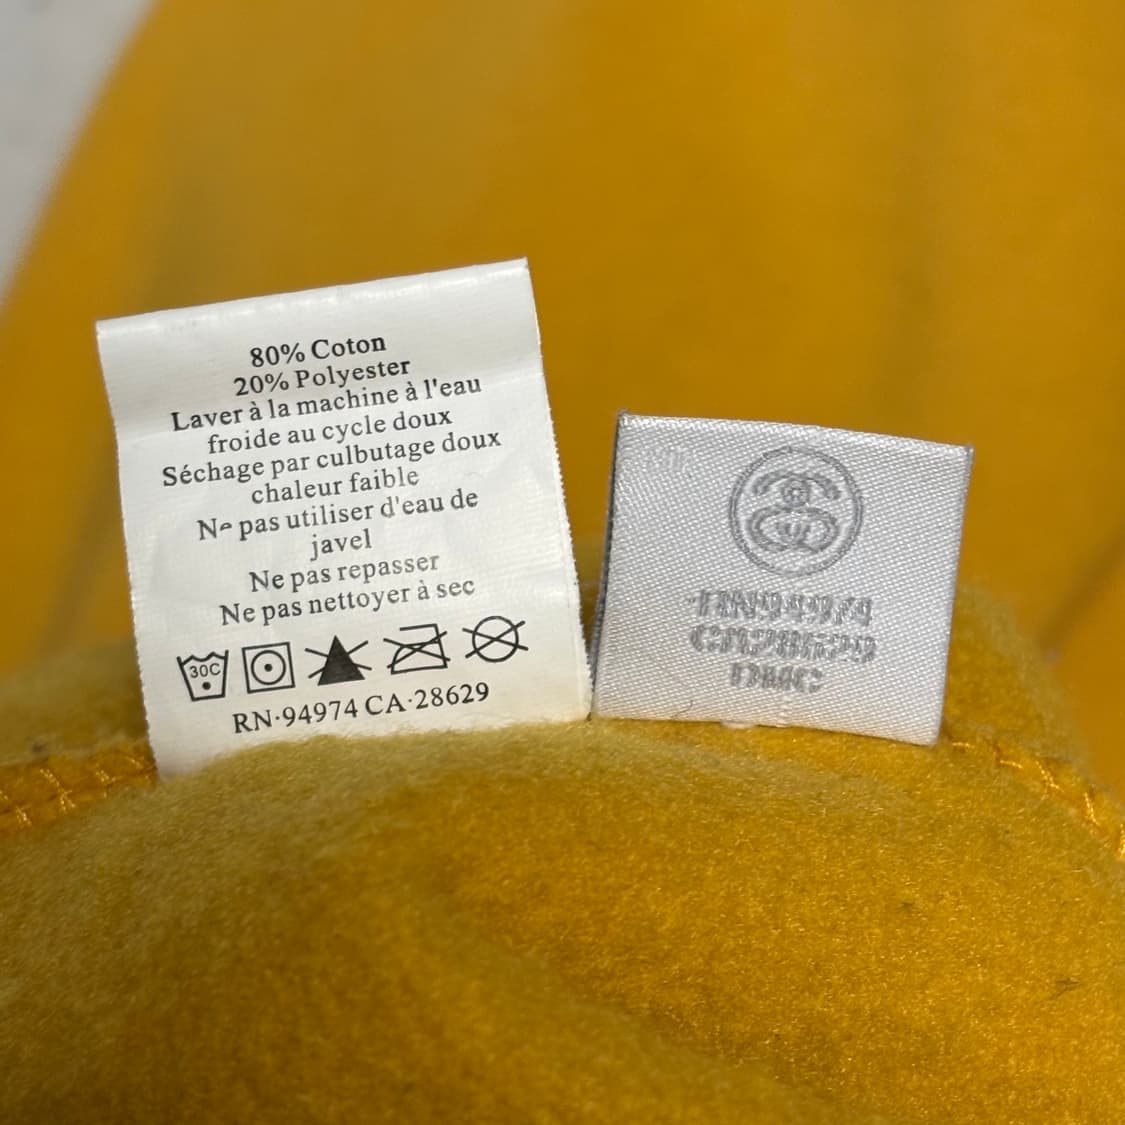 80% Coton
20% Polyester
Laver à la machine à l'eau
froide au cycle doux
Séchage par culbutage doux
chaleur faible
Ne pas utiliser d'eau de
javel
Ne pas repasser
Ne pas nettoyer à sec
30C
RN·94974 CA·28629